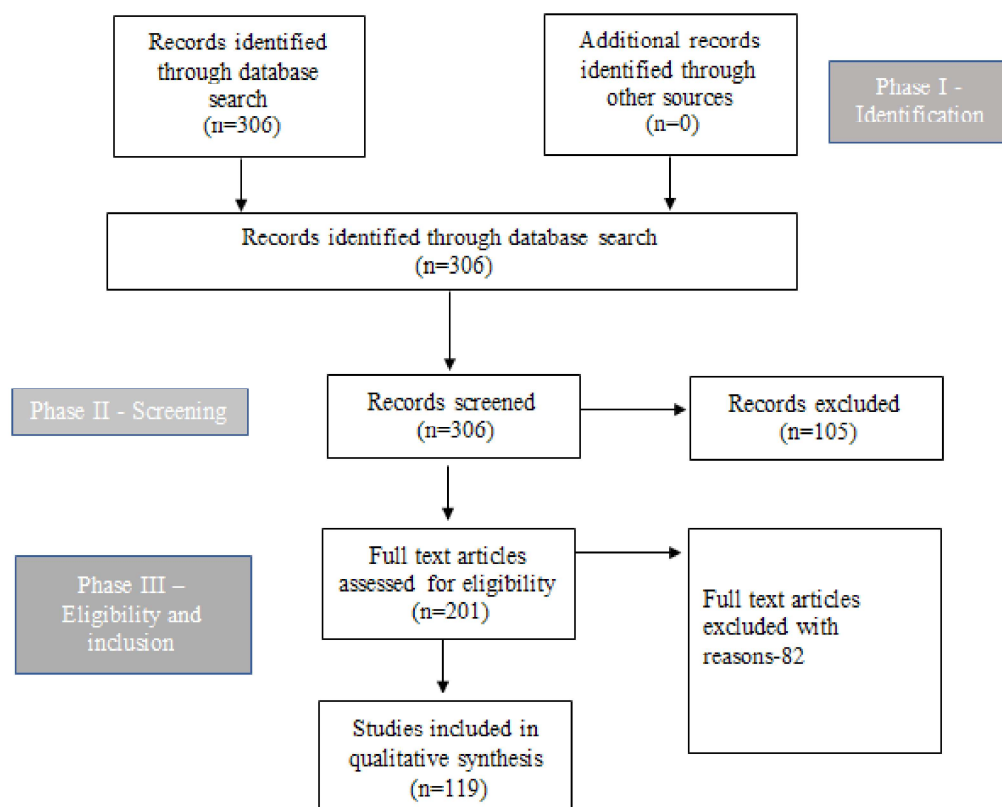 Records identified
through database
search
(n=306)
Additional records
identified through
other sources
(n=0)
Phase I -
Identification
Records identified through database search
(n=306)
Phase II - Screening
Records screened
(n=306)
Records excluded
(n=105)
Phase III –
Eligibility and
inclusion
Full text articles
assessed for eligibility
(n=201)
Full text articles
excluded with
reasons-82
Studies included in
qualitative synthesis
(n=119)